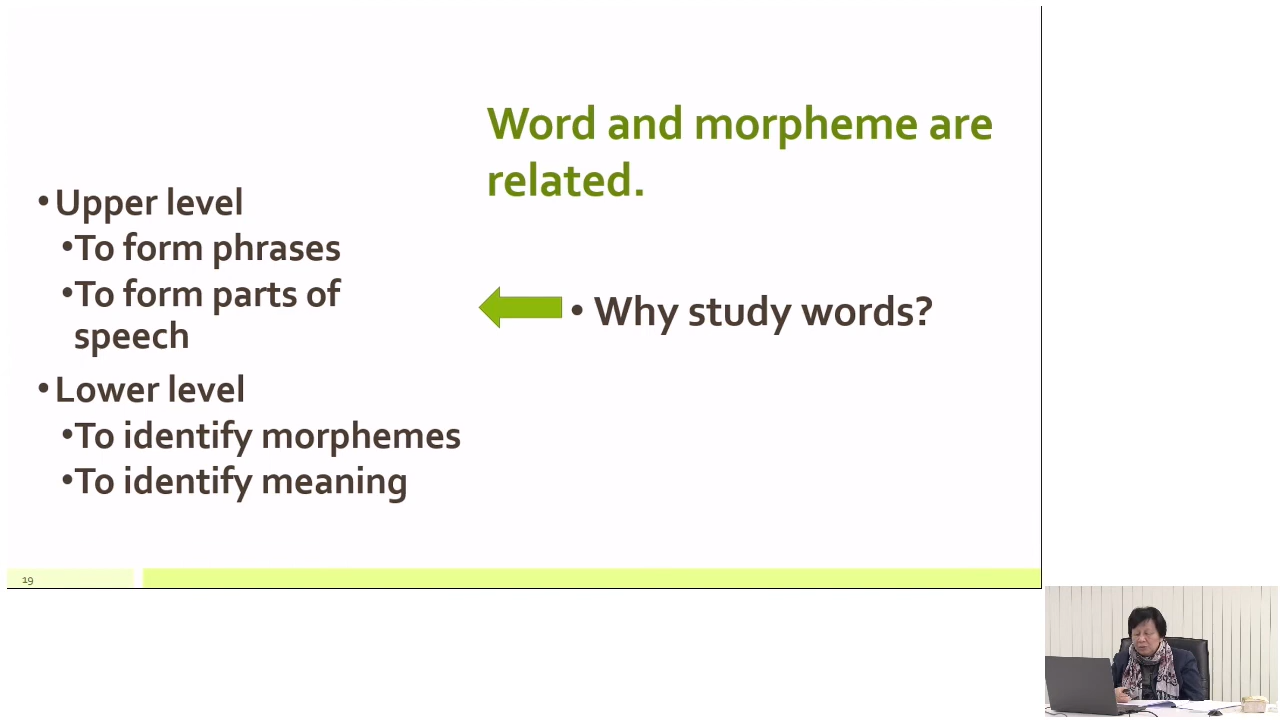 Word and morpheme are
related.
• Upper level
•To form phrases
•To form parts of
speech
• Lower level
•To identify morphemes
•To identify meaning
• Why study words?
19